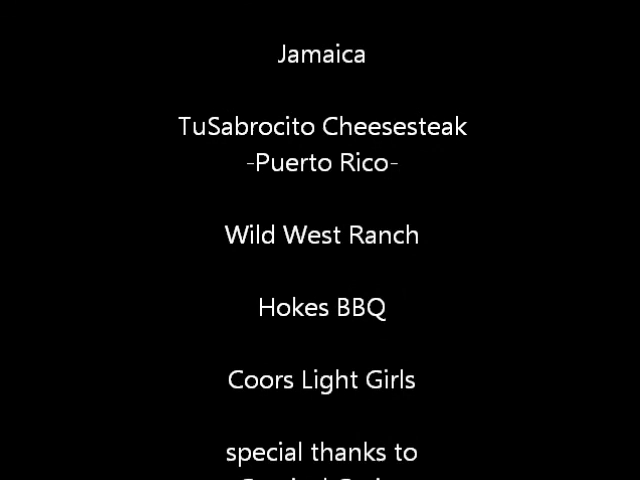 Jamaica
TuSabrocito Cheesesteak
-Puerto Rico-
Wild West Ranch
Hokes BBQ
Coors Light Girls
special thanks to